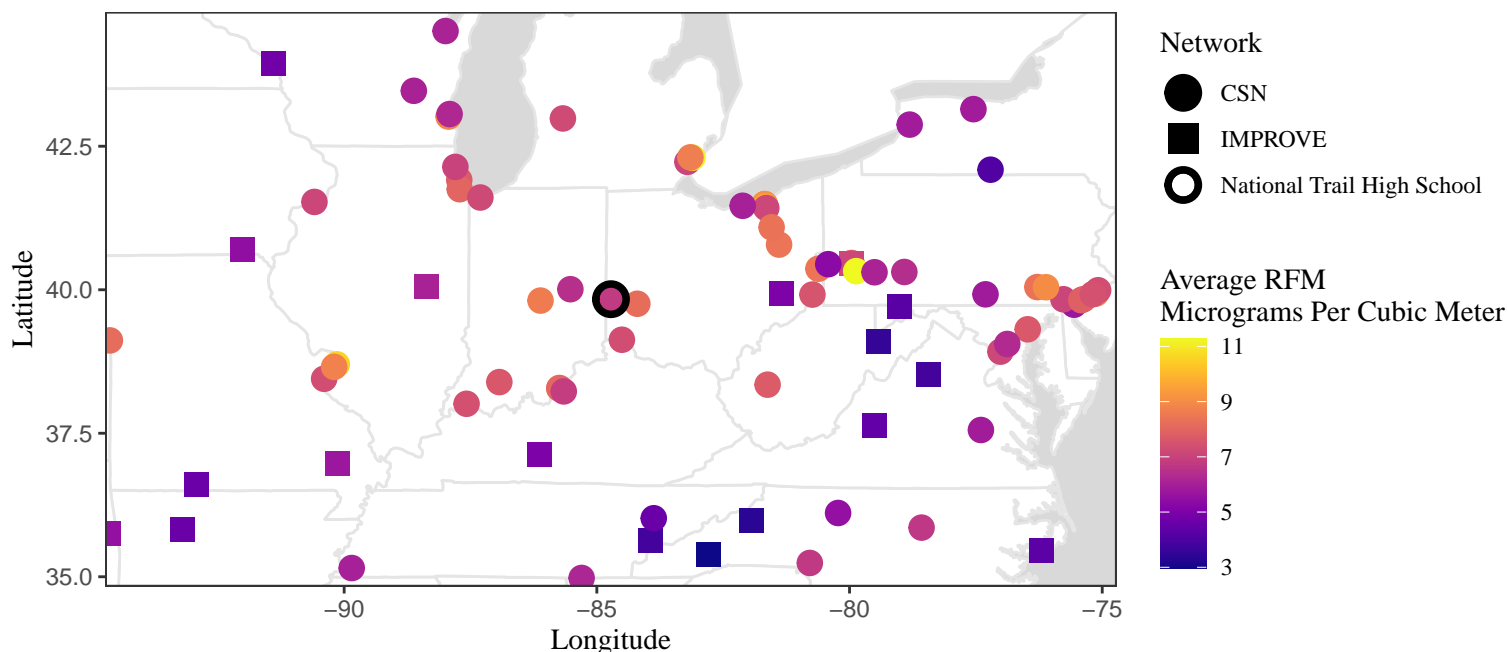 Network
CSN
IMPROVE
National Trail High School
Average RFM
Micrograms Per Cubic Meter
11
9
7
5
3
Latitude
42.5
40.0
37.5
35.0
−90
−85
−80
−75
Longitude